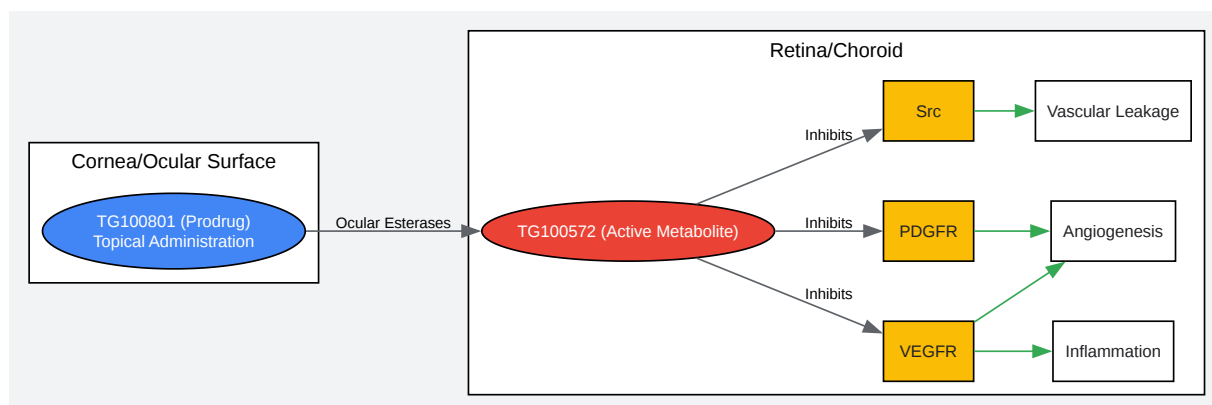 Cornea/Ocular Surface
TG100801 (Prodrug)
Topical Administration
Ocular Esterases
Retina/Choroid
TG100572 (Active Metabolite)
Inhibits
Src
Vascular Leakage
Inhibits
PDGFR
Angiogenesis
Inhibits
VEGFR
Inflammation